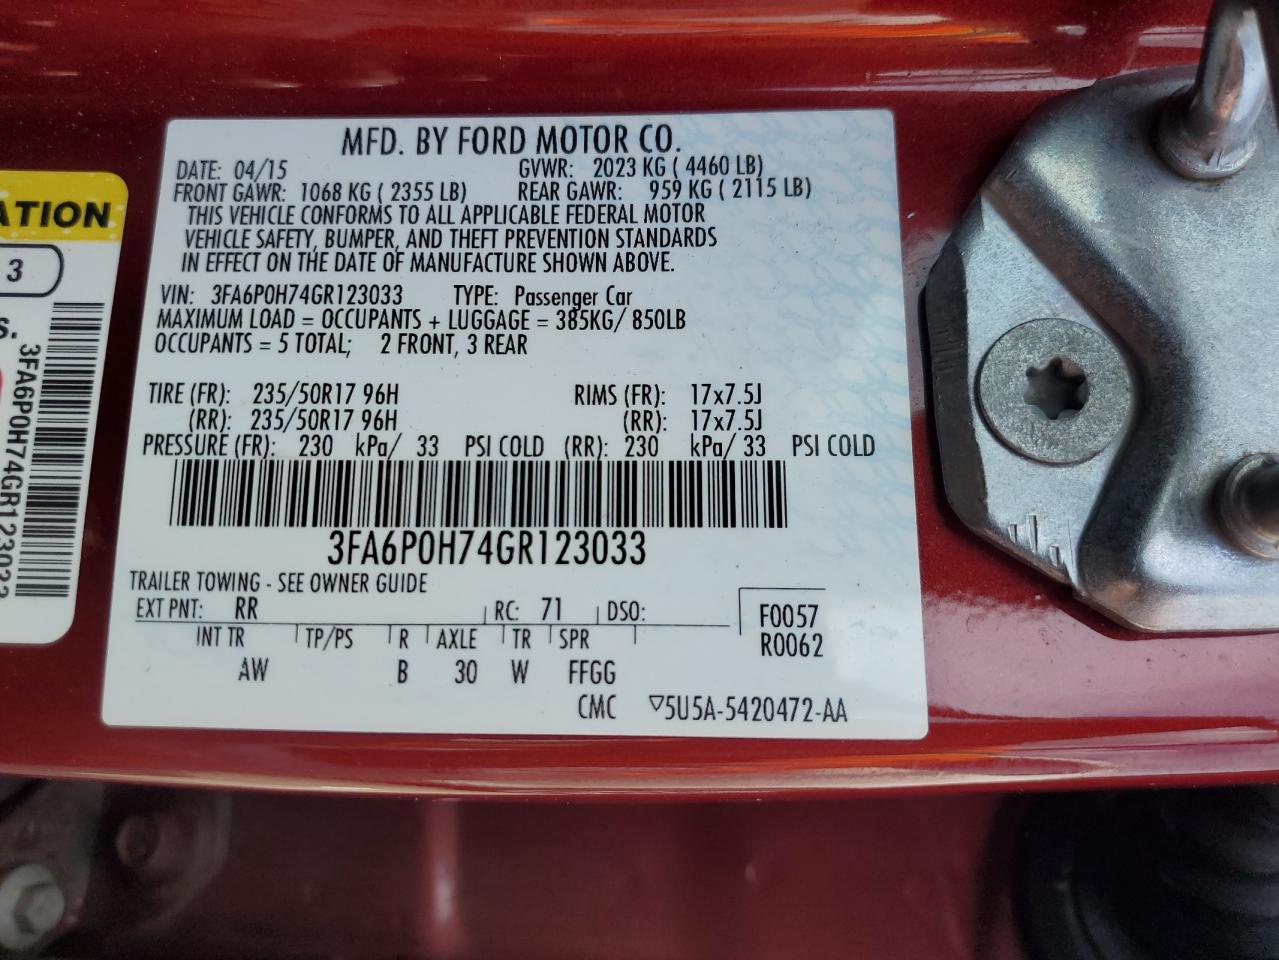 MFD. BY FORD MOTOR CO.
DATE: 04/15 GVWR: 2023 KG ( 4460 LB)
FRONT GAWR: 1068 KG ( 2355 LB) REAR GAWR: 959 KG ( 2115 LB)
THIS VEHICLE CONFORMS TO ALL APPLICABLE FEDERAL MOTOR
VEHICLE SAFETY, BUMPER, AND THEFT PREVENTION STANDARDS
IN EFFECT ON THE DATE OF MANUFACTURE SHOWN ABOVE.
VIN: 3FA6P0H74GR123033 TYPE: Passenger Car
MAXIMUM LOAD = OCCUPANTS + LUGGAGE = 385KG/ 850LB
OCCUPANTS = 5 TOTAL; 2 FRONT, 3 REAR
TIRE (FR): 235/50R17 96H RIMS (FR): 17x7.5J
(RR): 235/50R17 96H (RR): 17x7.5J
PRESSURE (FR): 230 kPa/ 33 PSI COLD (RR): 230 kPa/ 33 PSI COLD
3FA6P0H74GR123033
TRAILER TOWING - SEE OWNER GUIDE
EXT PNT: RR RC: 71 DSO: F0057
R0062
INT TR TP/PS R AXLE TR SPR
AW B 30 W FFGG
CMC ▽5U5A-5420472-AA
ATION
3
S.
3FA6P0H74GR123033